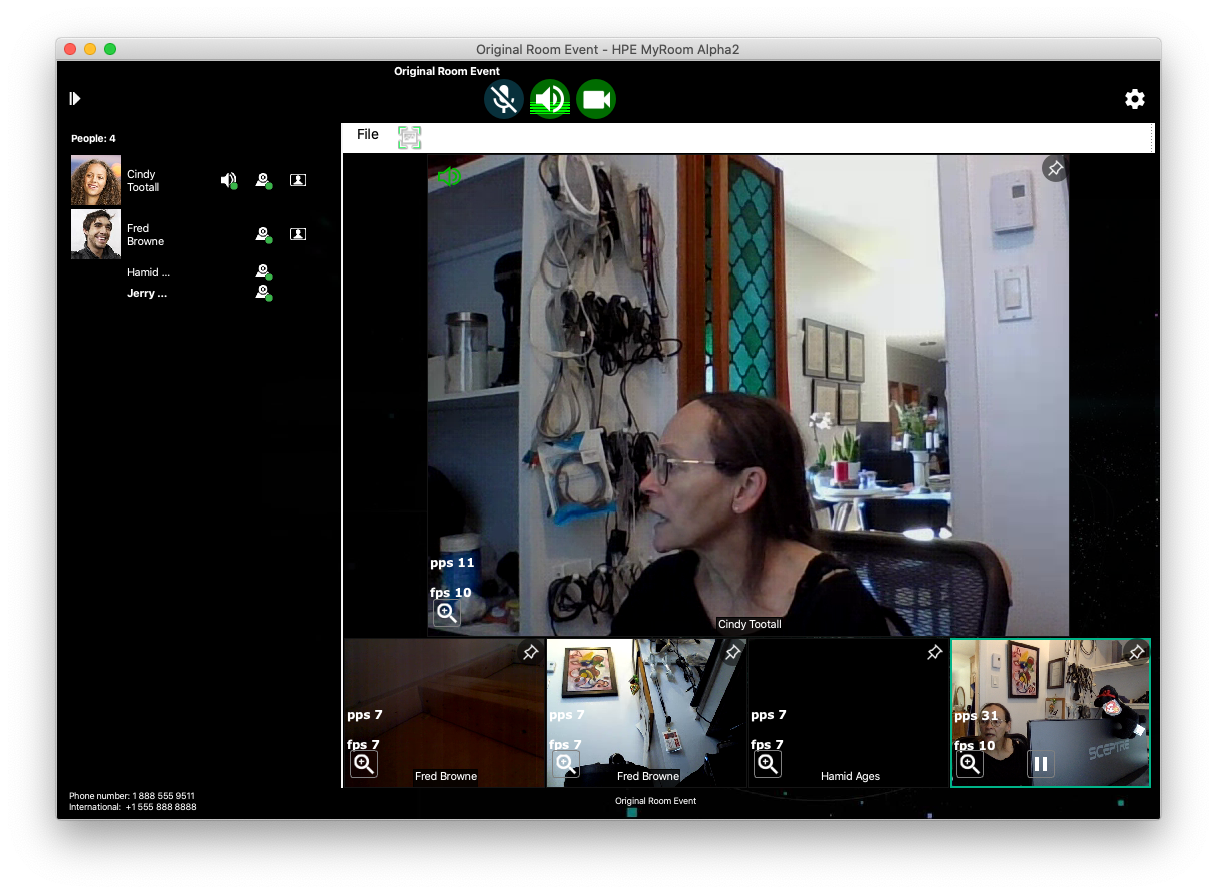 Original Room Event - HPE MyRoom Alpha2
Original Room Event
People: 4
Cindy
Tootall
Fred
Browne
Hamid ...
Jerry ...
File
pps 11
fps 10
Cindy Tootall
pps 7
fps 7
Fred Browne
pps 7
fps 7
Fred Browne
pps 7
fps 7
Hamid Ages
pps 31
fps 10
SCEPTRE
Phone number: 1 888 555 9511
International: +1 555 888 8888
Original Room Event